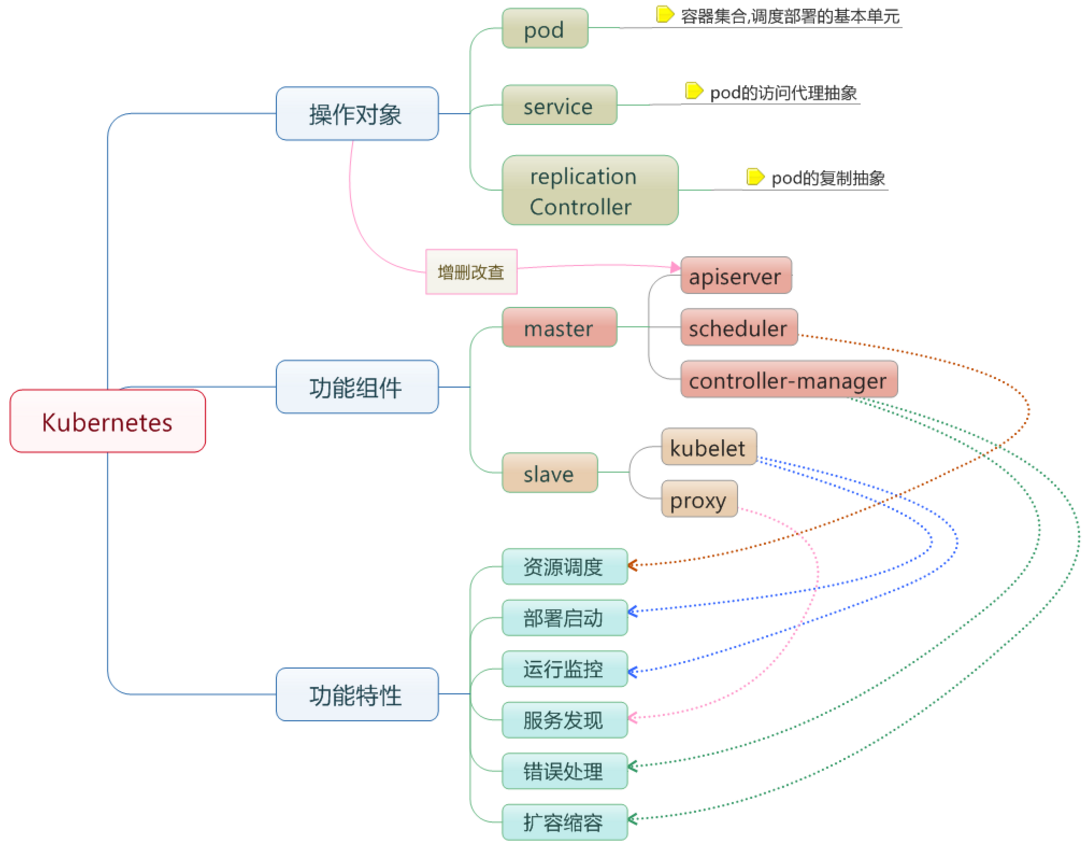 Kubernetes
操作对象
pod
容器集合,调度部署的基本单元
service
pod的访问代理抽象
replication
Controller
pod的复制抽象
增删改查
功能组件
master
apiserver
scheduler
controller-manager
slave
kubelet
proxy
功能特性
资源调度
部署启动
运行监控
服务发现
错误处理
扩容缩容